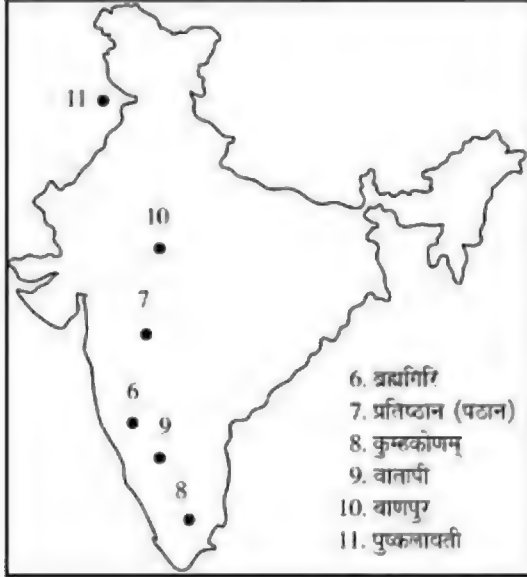 11
10
7
6
9
8
6. ब्रह्मगिरि
7. प्रतिष्ठान (पठान)
8. कुम्हकोणम्
9. वातापी
10. बाणपुर
11. पुष्कलावती